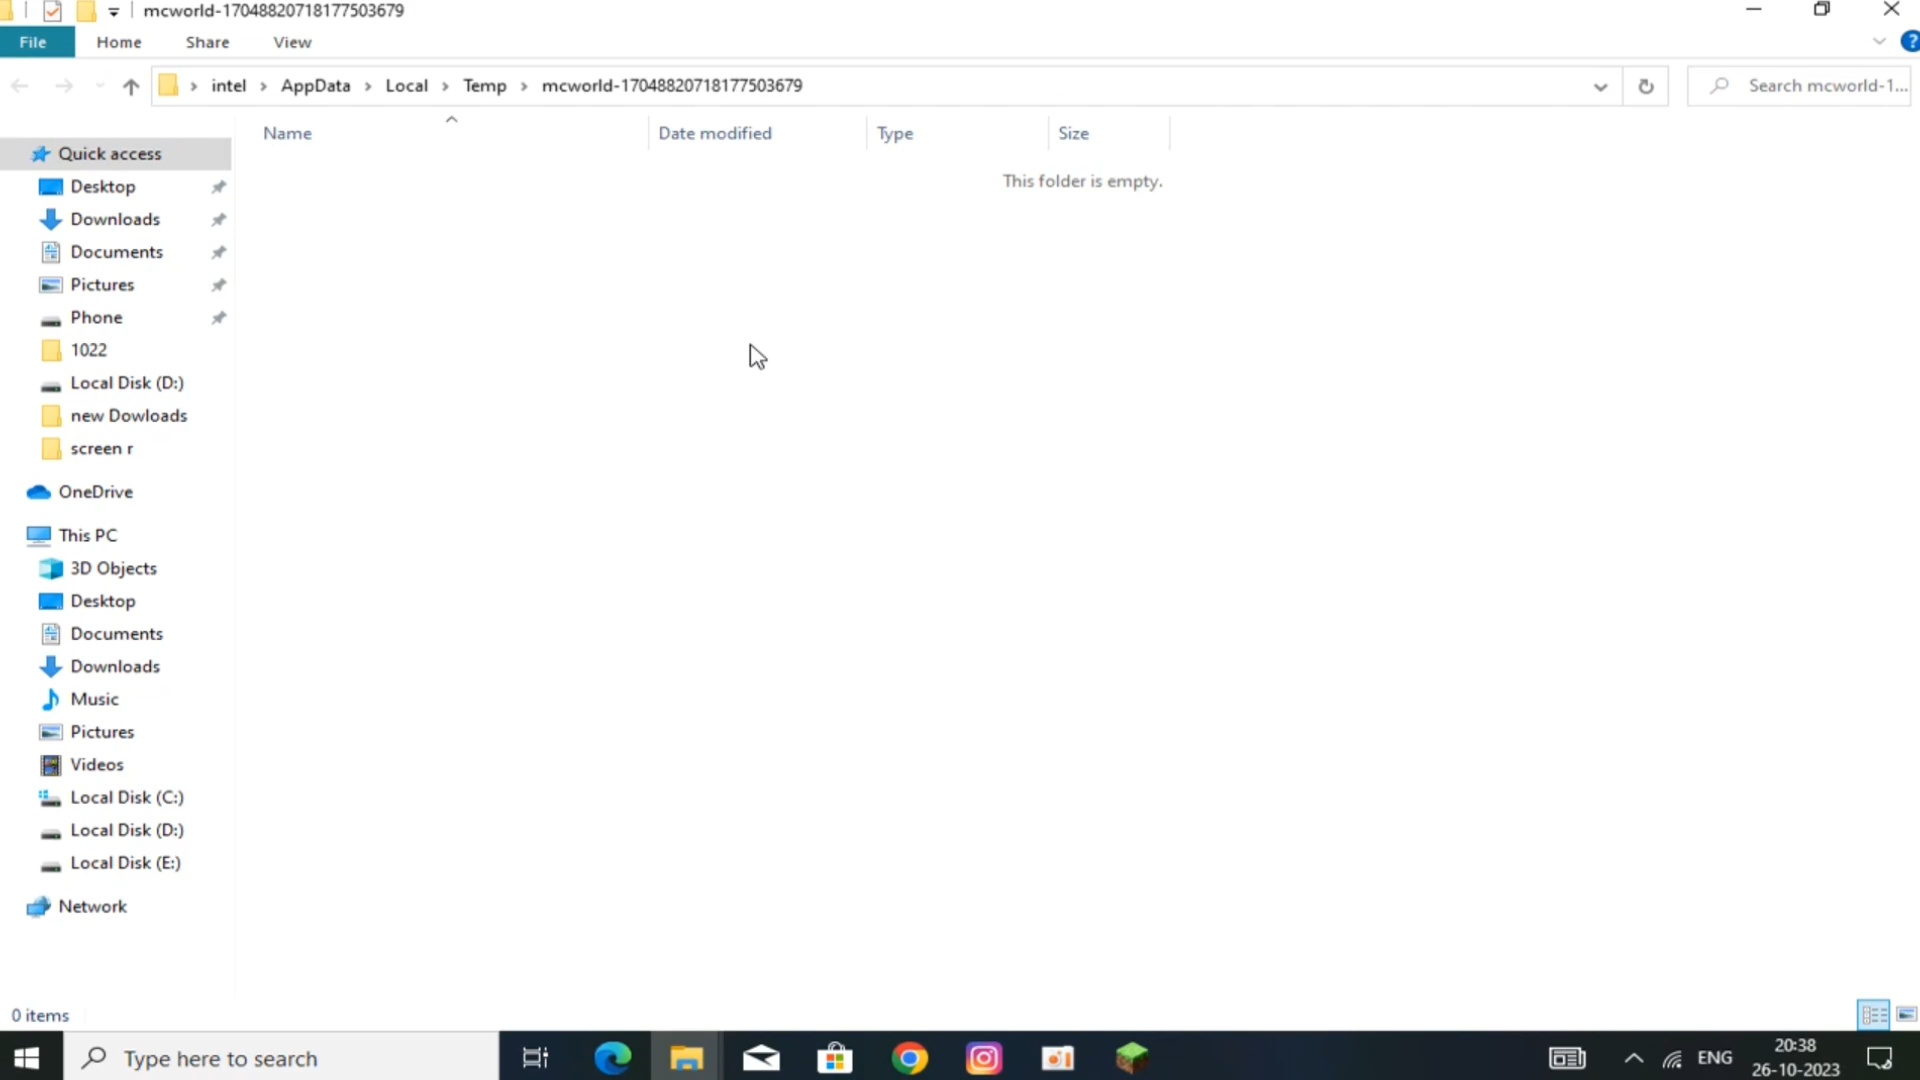 mcworld-17048820718177503679
File Home Share View
intel AppData Local Temp mcworld-17048820718177503679 Search mcworld-1...
Name Date modified Type Size
This folder is empty.
Quick access
Desktop
Downloads
Documents
Pictures
Phone
1022
Local Disk (D:)
new Dowloads
screen r
OneDrive
This PC
3D Objects
Desktop
Documents
Downloads
Music
Pictures
Videos
Local Disk (C:)
Local Disk (D:)
Local Disk (E:)
Network
0 items
Type here to search ENG 20:38
26-10-2023